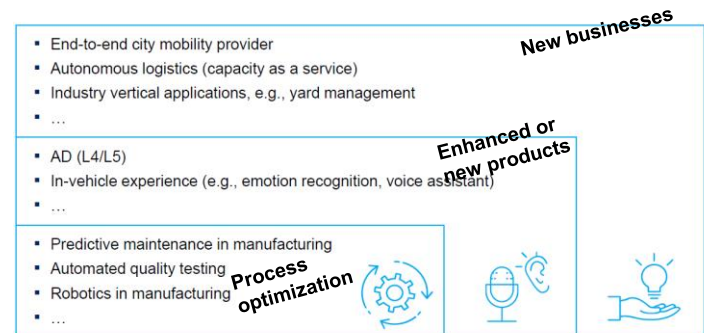 New businesses
▪ End-to-end city mobility provider
▪ Autonomous logistics (capacity as a service)
▪ Industry vertical applications, e.g., yard management
▪ …
Enhanced or
new products
▪ AD (L4/L5)
▪ In-vehicle experience (e.g., emotion recognition, voice assistant)
▪ …
Process
optimization
▪ Predictive maintenance in manufacturing
▪ Automated quality testing
▪ Robotics in manufacturing
▪ …